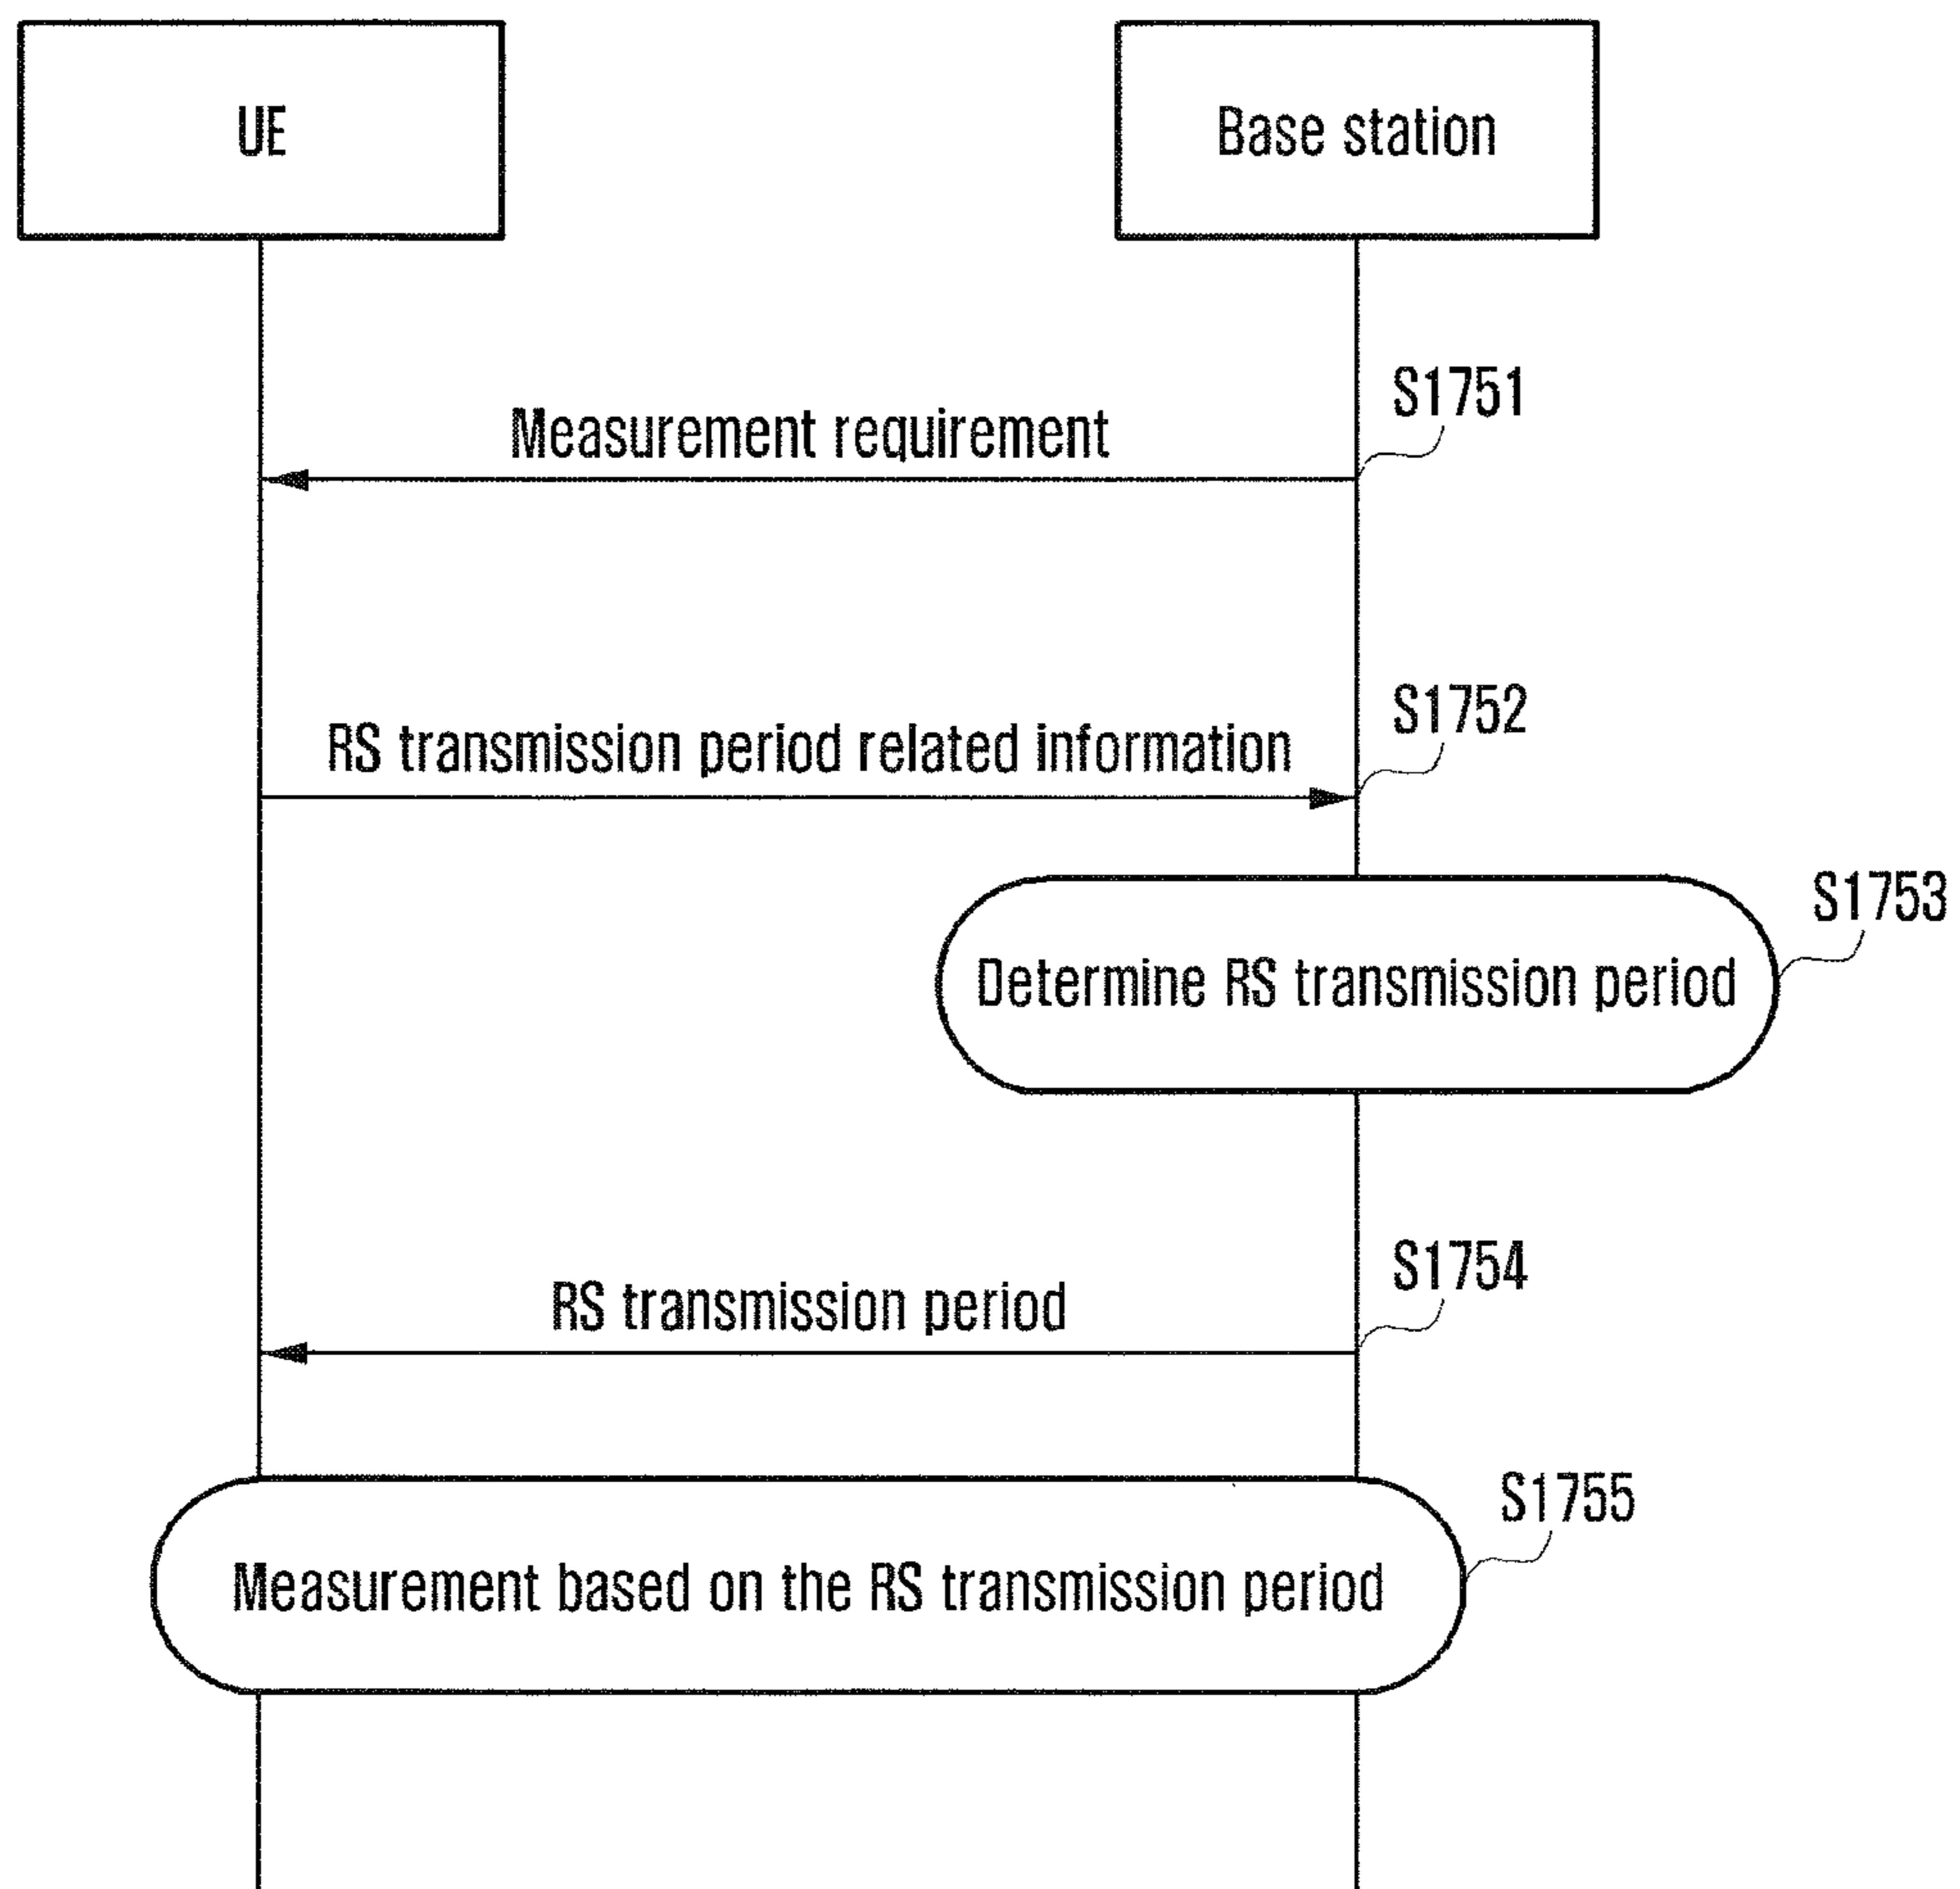 UE
Base station
S1751
Measurement requirement
S1752
RS transmission period related information
S1753
Determine RS transmission period
S1754
RS transmission period
S1755
Measurement based on the RS transmission period